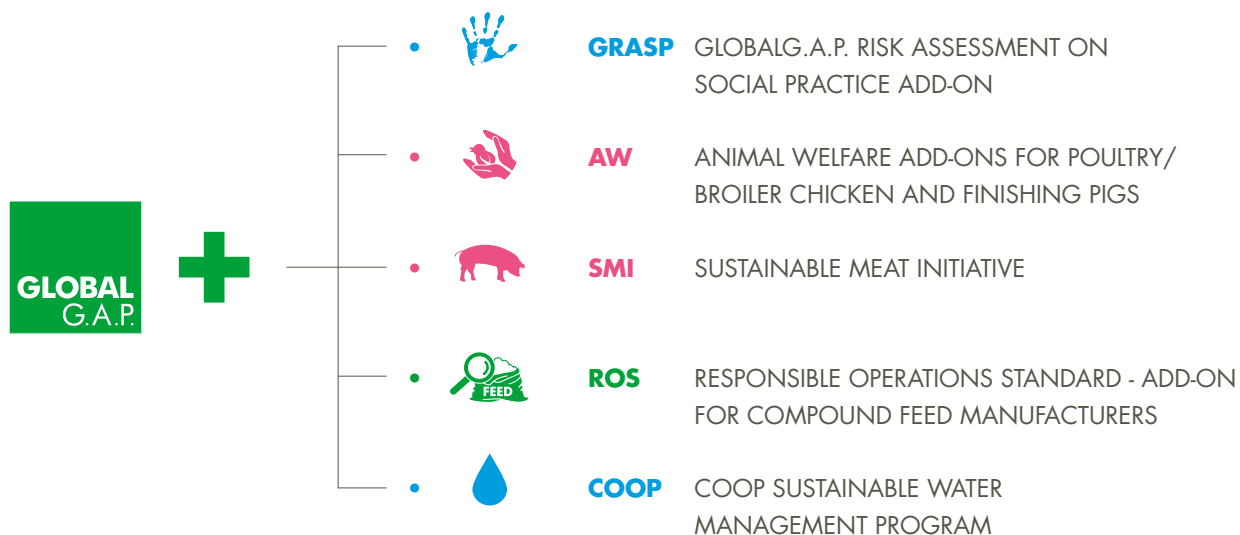 GLOBAL
G.A.P.
GRASP GLOBALG.A.P. RISK ASSESSMENT ON
SOCIAL PRACTICE ADD-ON
AW ANIMAL WELFARE ADD-ONS FOR POULTRY/
BROILER CHICKEN AND FINISHING PIGS
SMI SUSTAINABLE MEAT INITIATIVE
FEED
ROS RESPONSIBLE OPERATIONS STANDARD - ADD-ON
FOR COMPOUND FEED MANUFACTURERS
COOP COOP SUSTAINABLE WATER
MANAGEMENT PROGRAM